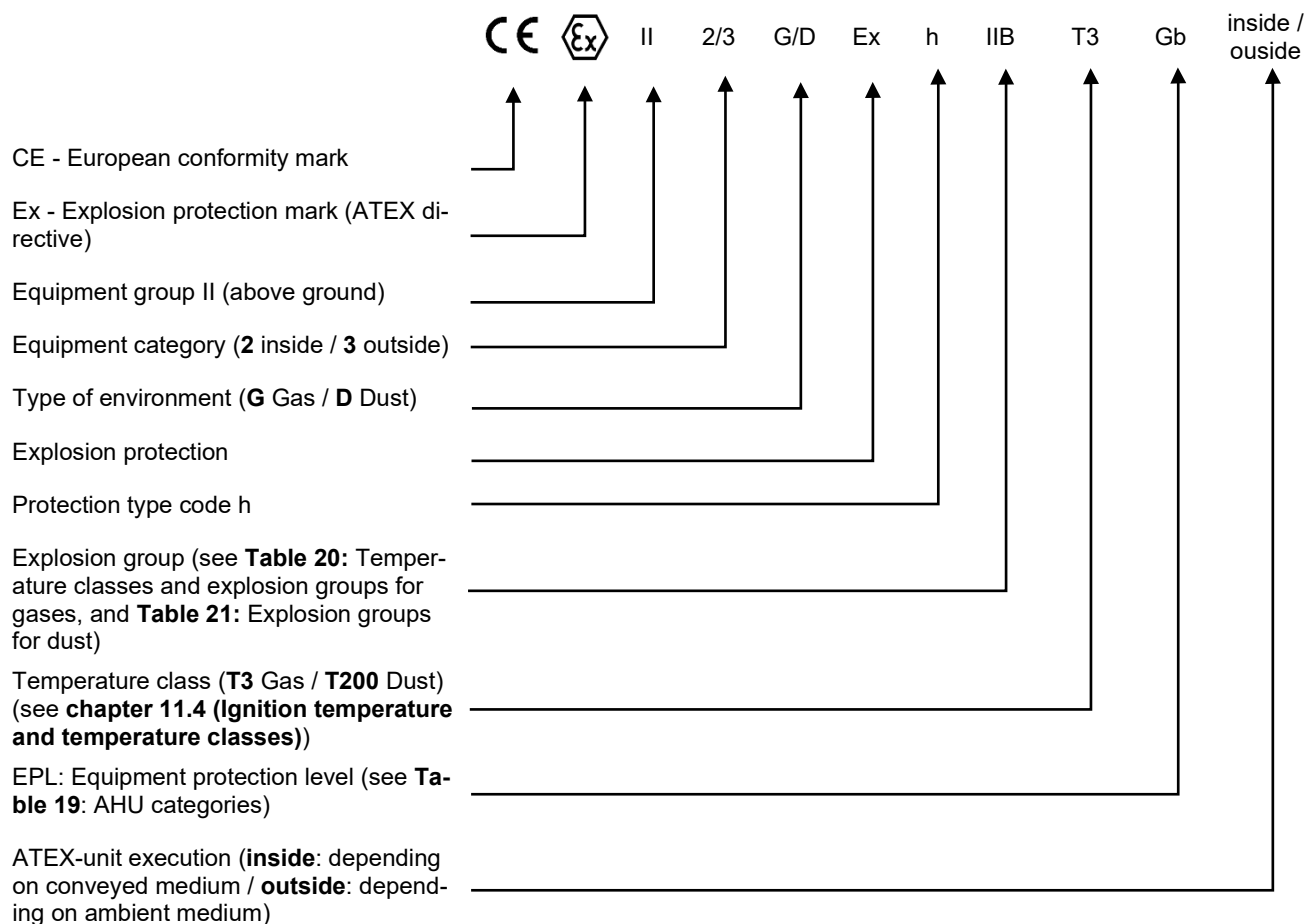 CE Ex II 2/3 G/D Ex h IIB T3 Gb inside /
ouside
CE - European conformity mark
Ex - Explosion protection mark (ATEX di-
rective)
Equipment group II (above ground)
Equipment category (2 inside / 3 outside)
Type of environment (G Gas / D Dust)
Explosion protection
Protection type code h
Explosion group (see Table 20: Temper-
ature classes and explosion groups for
gases, and Table 21: Explosion groups
for dust)
Temperature class (T3 Gas / T200 Dust)
(see chapter 11.4 (Ignition temperature
and temperature classes))
EPL: Equipment protection level (see Ta-
ble 19: AHU categories)
ATEX-unit execution (inside: depending
on conveyed medium / outside: depend-
ing on ambient medium)